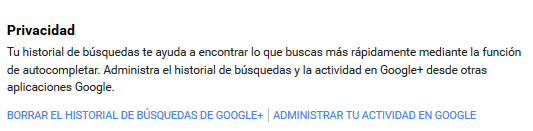 Privacidad
Tu historial de búsquedas te ayuda a encontrar lo que buscas más rápidamente mediante la función
de autocompletar. Administra el historial de búsquedas y la actividad en Google+ desde otras
aplicaciones Google.
BORRAR EL HISTORIAL DE BÚSQUEDAS DE GOOGLE+ | ADMINISTRAR TU ACTIVIDAD EN GOOGLE